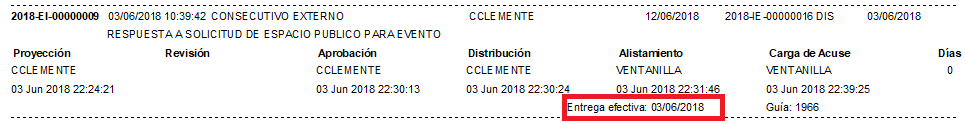 2018-EI-00000009 03/06/2018 10:39:42 CONSECUTIVO EXTERNO CCLEMENTE 12/06/2018 2018-IE-00000016 DIS 03/06/2018
RESPUESTA A SOLICITUD DE ESPACIO PUBLICO PARA EVENTO
Proyección Revisión Aprobación Distribución Alistamiento Carga de Acuse Días
CCLEMENTE CCLEMENTE CCLEMENTE VENTANILLA VENTANILLA 0
03 Jun 2018 22:24:21 03 Jun 2018 22:30:13 03 Jun 2018 22:30:24 03 Jun 2018 22:31:46 03 Jun 2018 22:39:25
Entrega efectiva: 03/06/2018 Guía: 1966